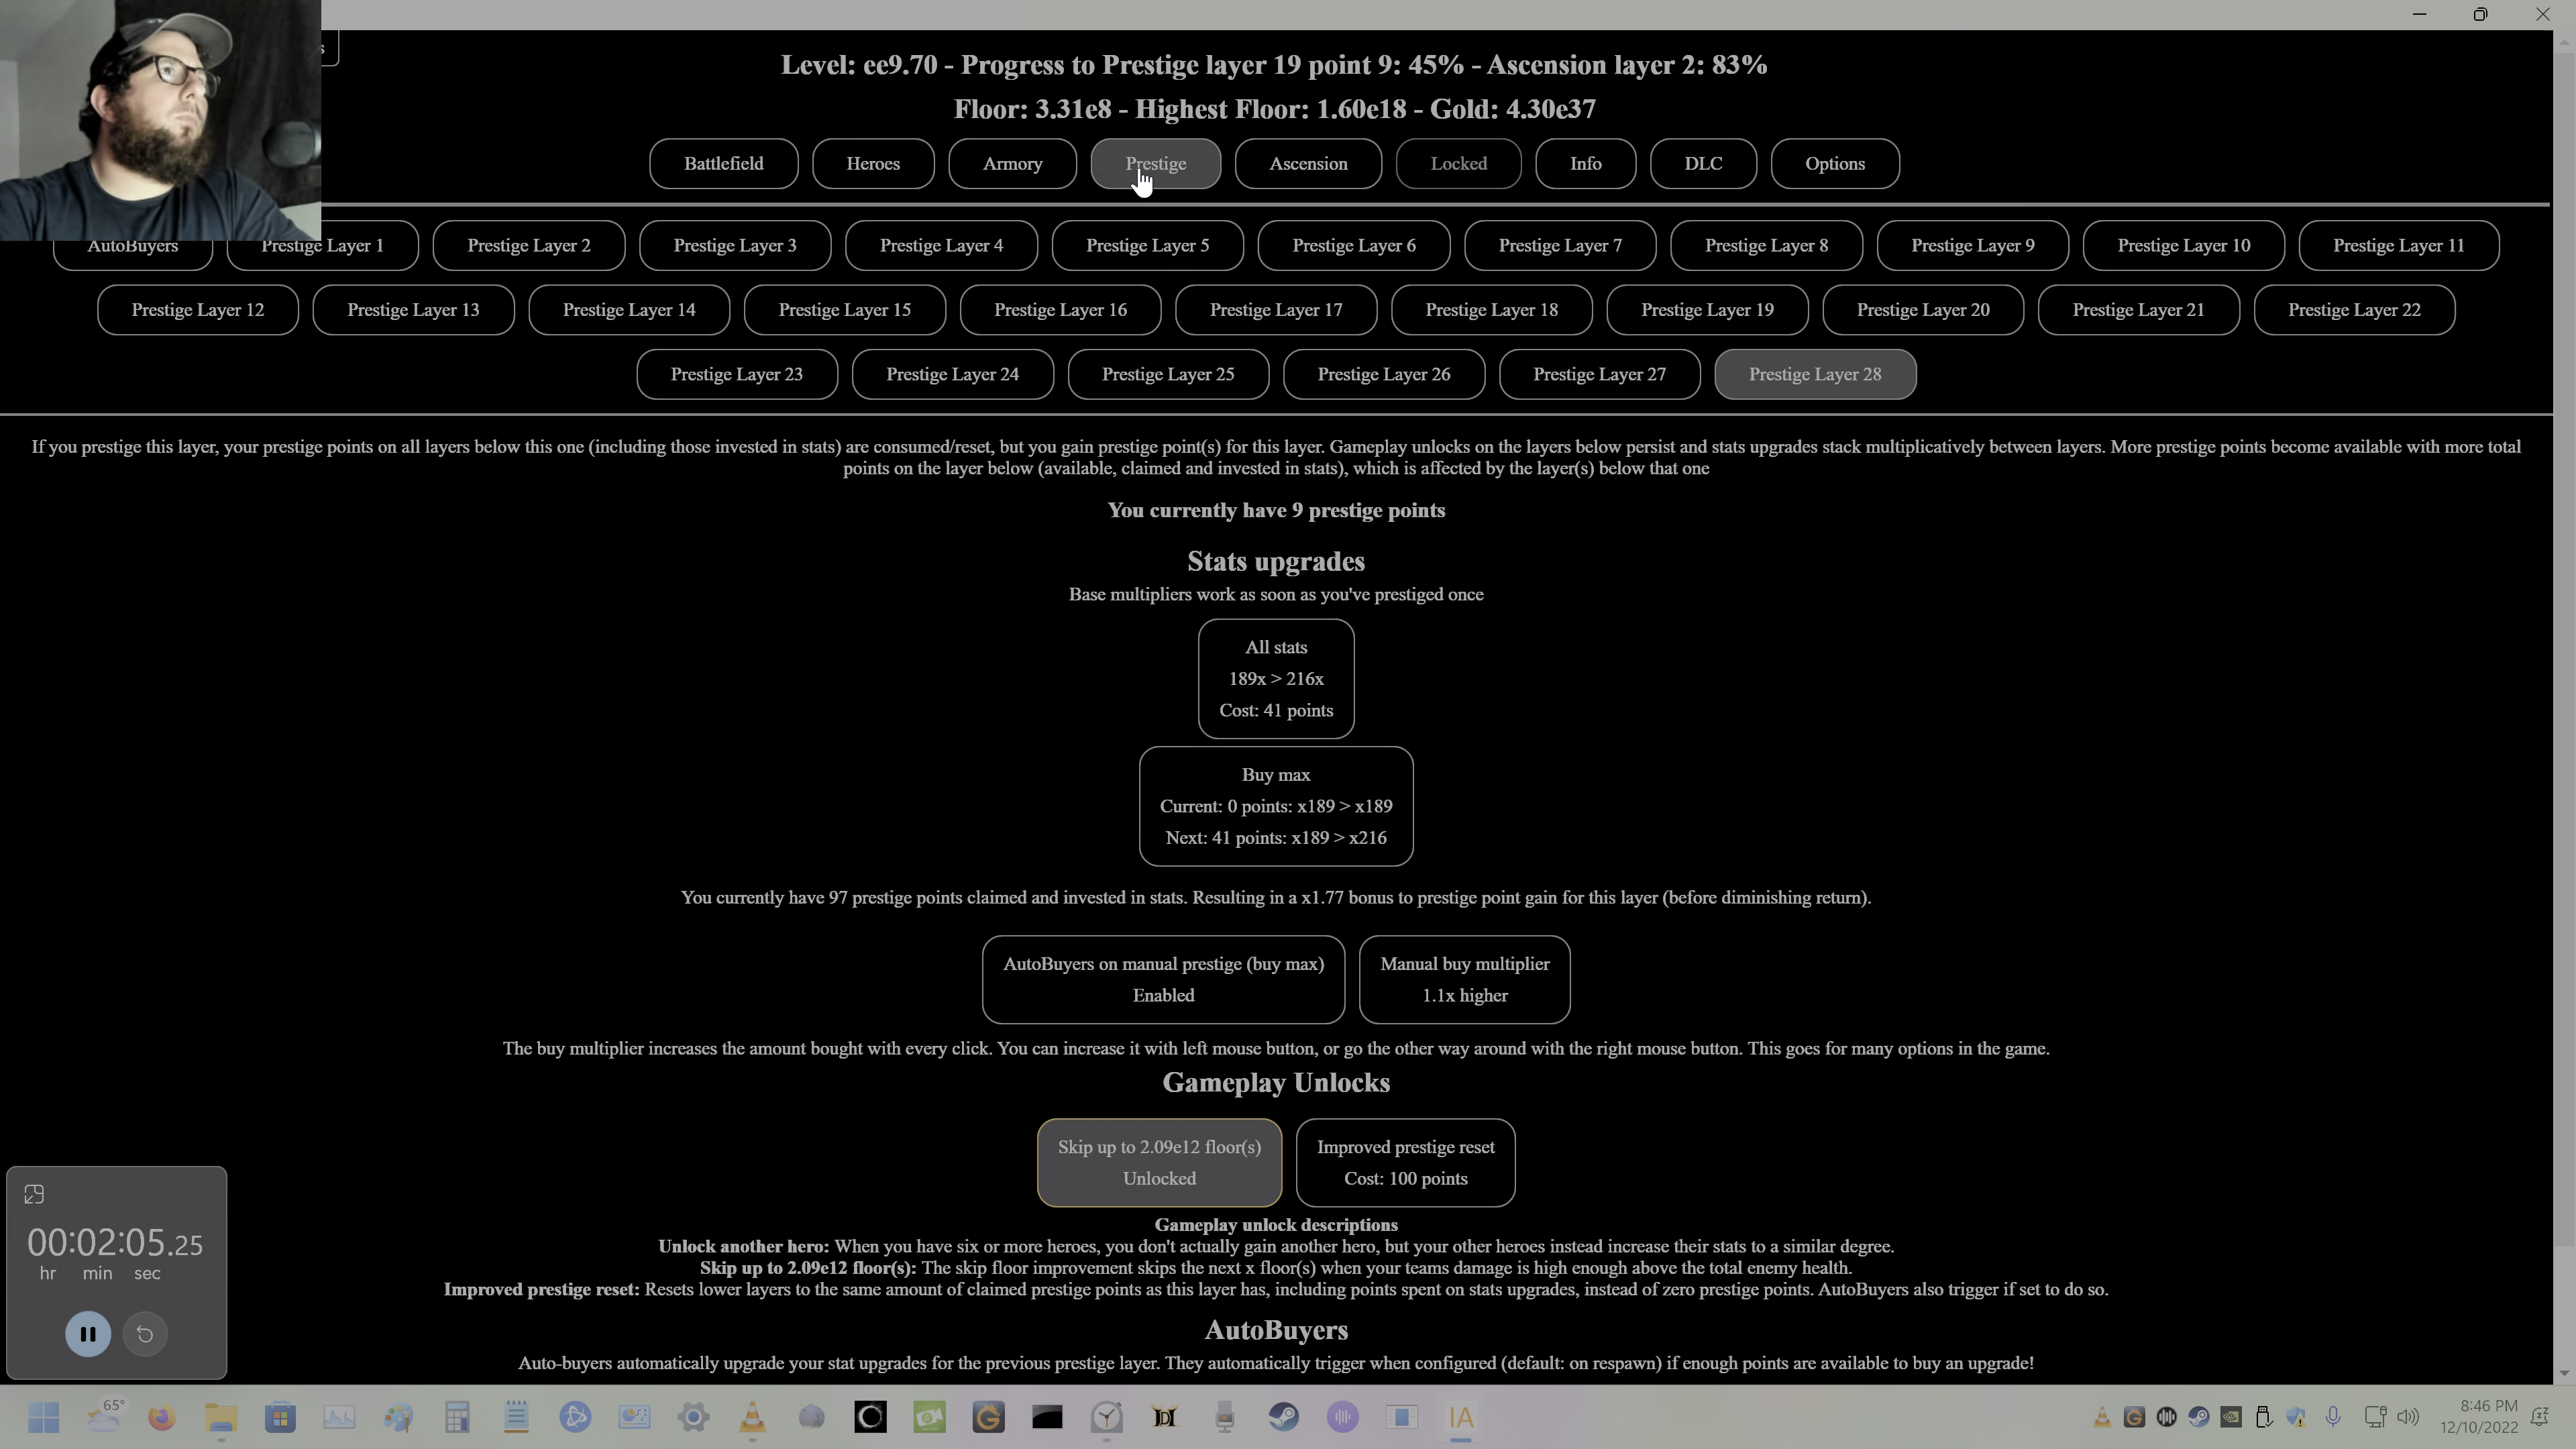 s
Level: ee9.70 - Progress to Prestige layer 19 point 9: 45% - Ascension layer 2: 83%
Floor: 3.31e8 - Highest Floor: 1.60e18 - Gold: 4.30e37
Battlefield Heroes Armory Prestige Ascension Locked Info DLC Options
AutoBuyers Prestige Layer 1 Prestige Layer 2 Prestige Layer 3 Prestige Layer 4 Prestige Layer 5 Prestige Layer 6 Prestige Layer 7 Prestige Layer 8 Prestige Layer 9 Prestige Layer 10 Prestige Layer 11
Prestige Layer 12 Prestige Layer 13 Prestige Layer 14 Prestige Layer 15 Prestige Layer 16 Prestige Layer 17 Prestige Layer 18 Prestige Layer 19 Prestige Layer 20 Prestige Layer 21 Prestige Layer 22
Prestige Layer 23 Prestige Layer 24 Prestige Layer 25 Prestige Layer 26 Prestige Layer 27 Prestige Layer 28
If you prestige this layer, your prestige points on all layers below this one (including those invested in stats) are consumed/reset, but you gain prestige point(s) for this layer. Gameplay unlocks on the layers below persist and stats upgrades stack multiplicatively between layers. More prestige points become available with more total
points on the layer below (available, claimed and invested in stats), which is affected by the layer(s) below that one
You currently have 9 prestige points
Stats upgrades
Base multipliers work as soon as you've prestiged once
All stats
189x > 216x
Cost: 41 points
Buy max
Current: 0 points: x189 > x189
Next: 41 points: x189 > x216
You currently have 97 prestige points claimed and invested in stats. Resulting in a x1.77 bonus to prestige point gain for this layer (before diminishing return).
AutoBuyers on manual prestige (buy max)
Enabled
Manual buy multiplier
1.1x higher
The buy multiplier increases the amount bought with every click. You can increase it with left mouse button, or go the other way around with the right mouse button. This goes for many options in the game.
Gameplay Unlocks
Skip up to 2.09e12 floor(s)
Unlocked
Improved prestige reset
Cost: 100 points
Gameplay unlock descriptions
Unlock another hero: When you have six or more heroes, you don't actually gain another hero, but your other heroes instead increase their stats to a similar degree.
Skip up to 2.09e12 floor(s): The skip floor improvement skips the next x floor(s) when your teams damage is high enough above the total enemy health.
Improved prestige reset: Resets lower layers to the same amount of claimed prestige points as this layer has, including points spent on stats upgrades, instead of zero prestige points. AutoBuyers also trigger if set to do so.
AutoBuyers
Auto-buyers automatically upgrade your stat upgrades for the previous prestige layer. They automatically trigger when configured (default: on respawn) if enough points are available to buy an upgrade!
00:02:05.25
hr min sec
65°
IA
8:46 PM
12/10/2022